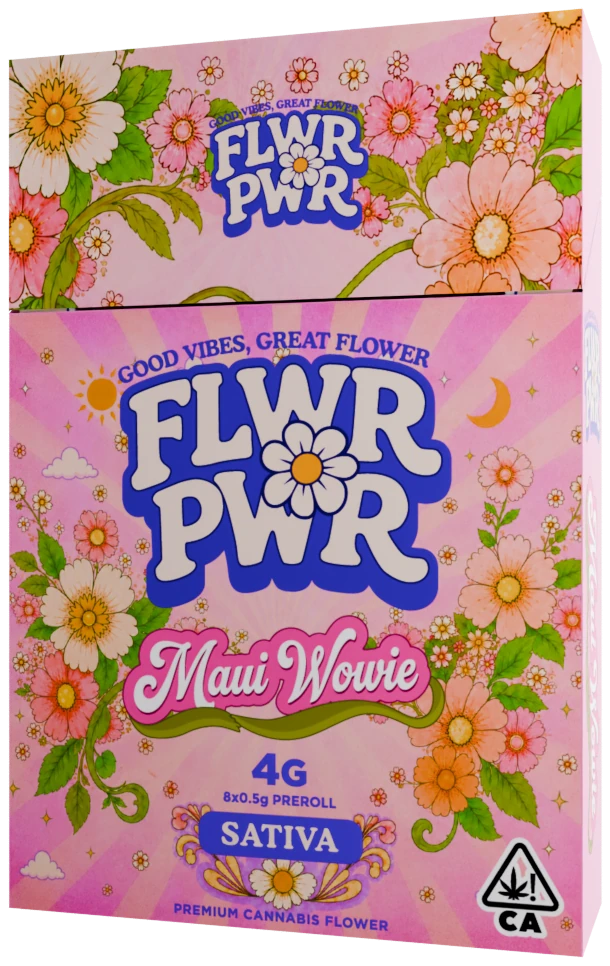 GOOD VIBES, GREAT FLOWER
FLWR
PWR
GOOD VIBES, GREAT FLOWER
FLWR
PWR
Maui Wowie
4G
8x0.5g PREROLL
SATIVA
PREMIUM CANNABIS FLOWER
CA